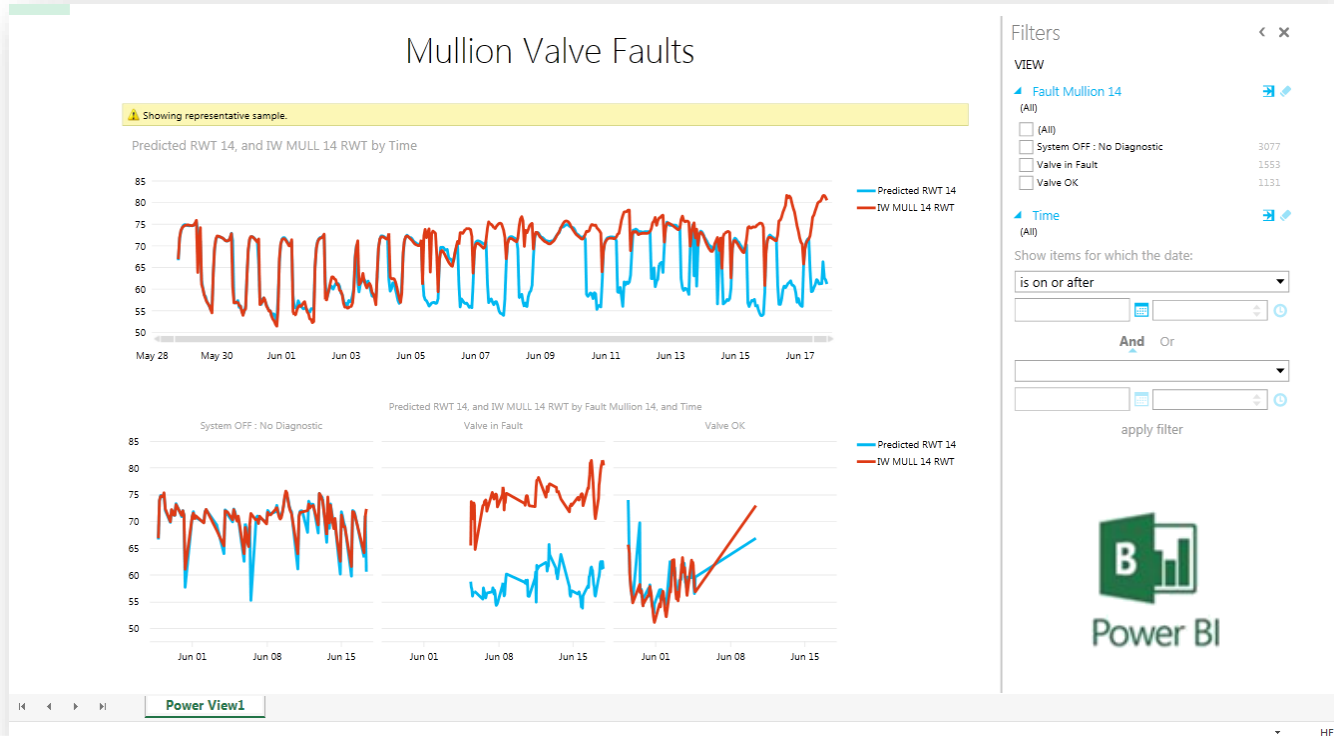 Mullion Valve Faults
Showing representative sample.
Predicted RWT 14, and IW MULL 14 RWT by Time
85
80
75
70
65
60
55
50
May 28 May 30 Jun 01 Jun 03 Jun 05 Jun 07 Jun 09 Jun 11 Jun 13 Jun 15 Jun 17
Predicted RWT 14
IW MULL 14 RWT
Predicted RWT 14, and IW MULL 14 RWT by Fault Mullion 14, and Time
System OFF : No Diagnostic Valve in Fault Valve OK
85
80
75
70
65
60
55
50
Jun 01 Jun 08 Jun 15 Jun 01 Jun 08 Jun 15 Jun 01 Jun 08 Jun 15
Predicted RWT 14
IW MULL 14 RWT
Filters
VIEW
Fault Mullion 14
(All)
(All)
System OFF : No Diagnostic 3077
Valve in Fault 1553
Valve OK 1131
Time
(All)
Show items for which the date:
is on or after
And Or
apply filter
B
Power BI
Power View1